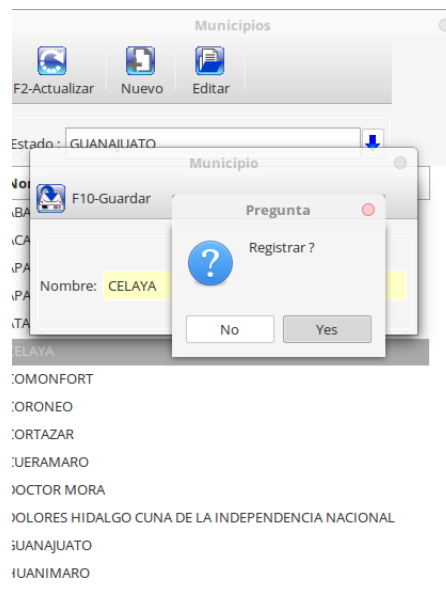 Municipios
F2-Actualizar Nuevo Editar
Estado : GUANAJUATO
Municipio
F10-Guardar
Pregunta
Registrar ?
Nombre: CELAYA
No Yes
CELAYA
COMONFORT
CORONEO
CORTAZAR
CUERAMARO
DOCTOR MORA
DOLORES HIDALGO CUNA DE LA INDEPENDENCIA NACIONAL
GUANAJUATO
HUANIMARO